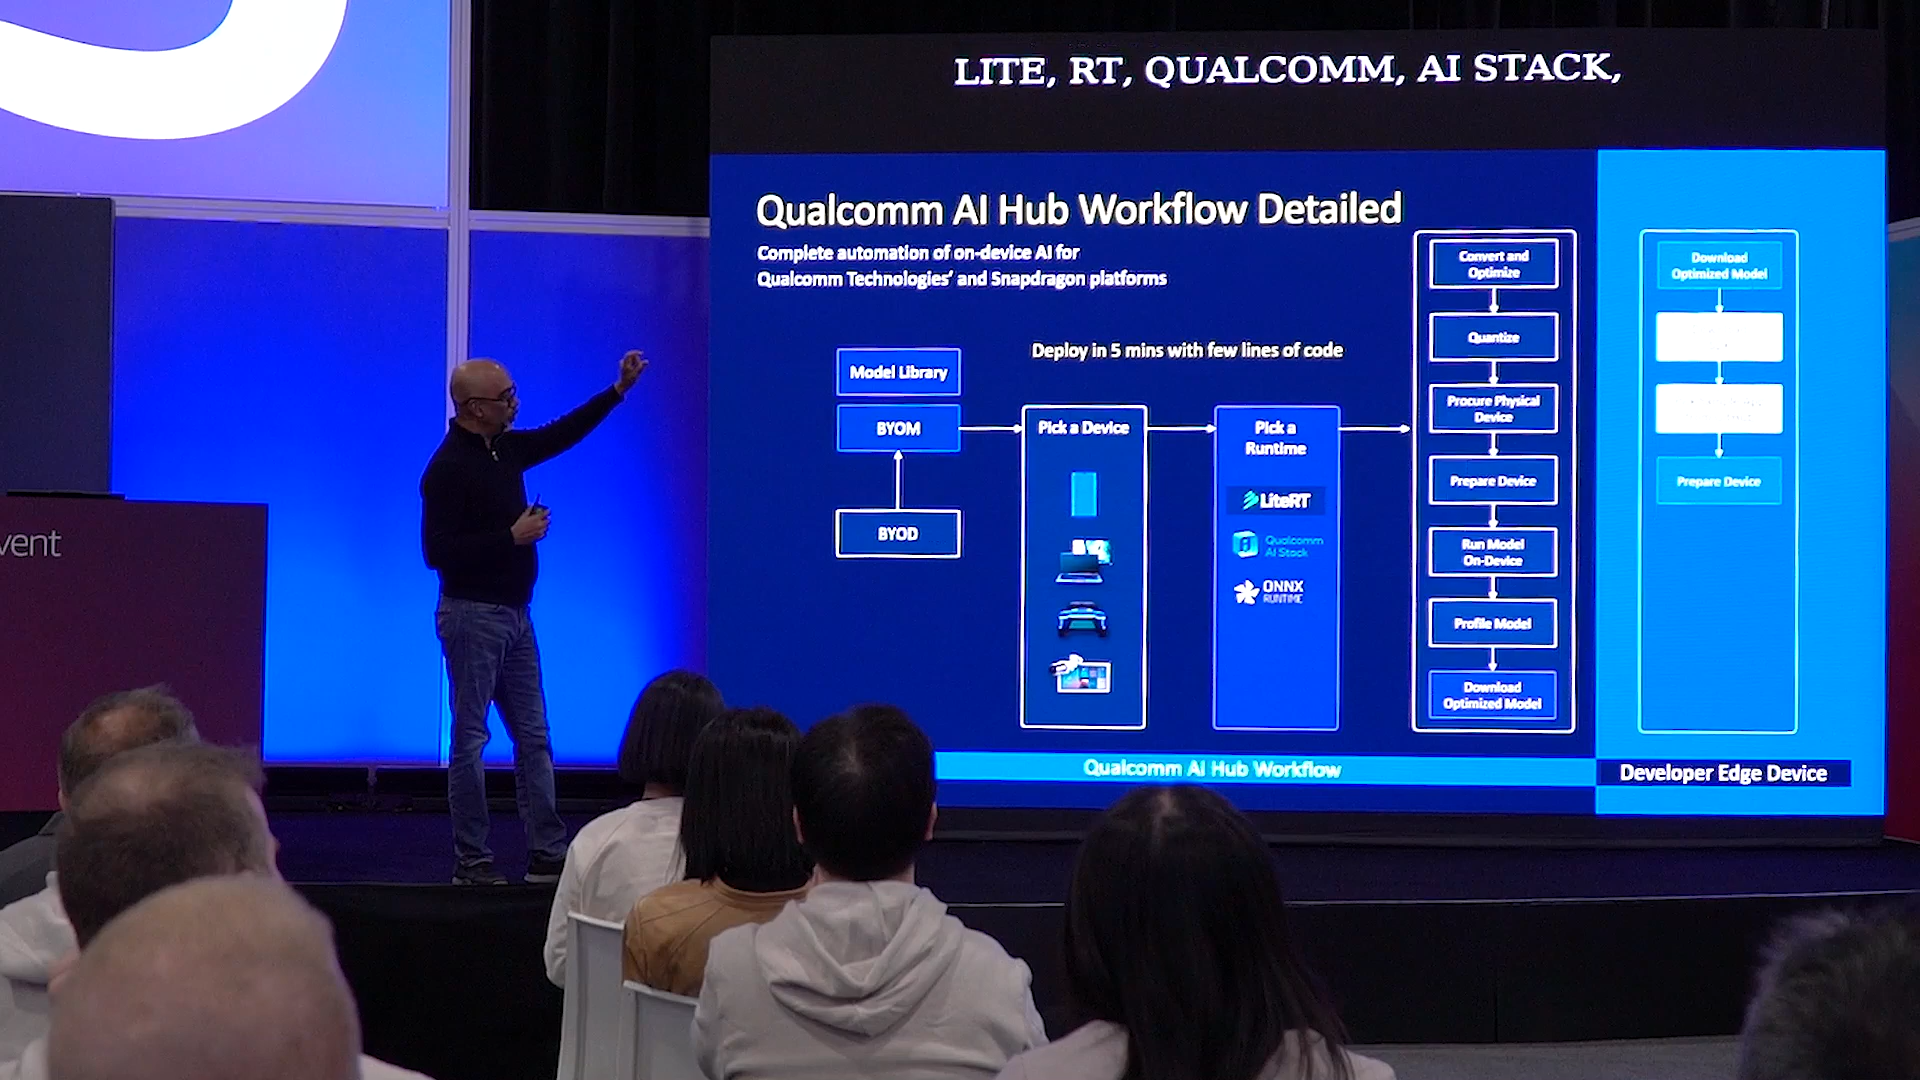 LITE, RT, QUALCOMM, AI STACK,
Qualcomm AI Hub Workflow Detailed
Complete automation of on-device AI for
Qualcomm Technologies' and Snapdragon platforms
Deploy in 5 mins with few lines of code
Model Library
BYOM
BYOD
Pick a Device
Pick a
Runtime
LiteRT
Qualcomm
AI Stack
ONNX
RUNTIME
Convert and
Optimize
Quantize
Procure Physical
Device
Prepare Device
Run Model
On-Device
Profile Model
Download
Optimized Model
Download
Optimized Model
Prepare Device
Qualcomm AI Hub Workflow
Developer Edge Device
vent